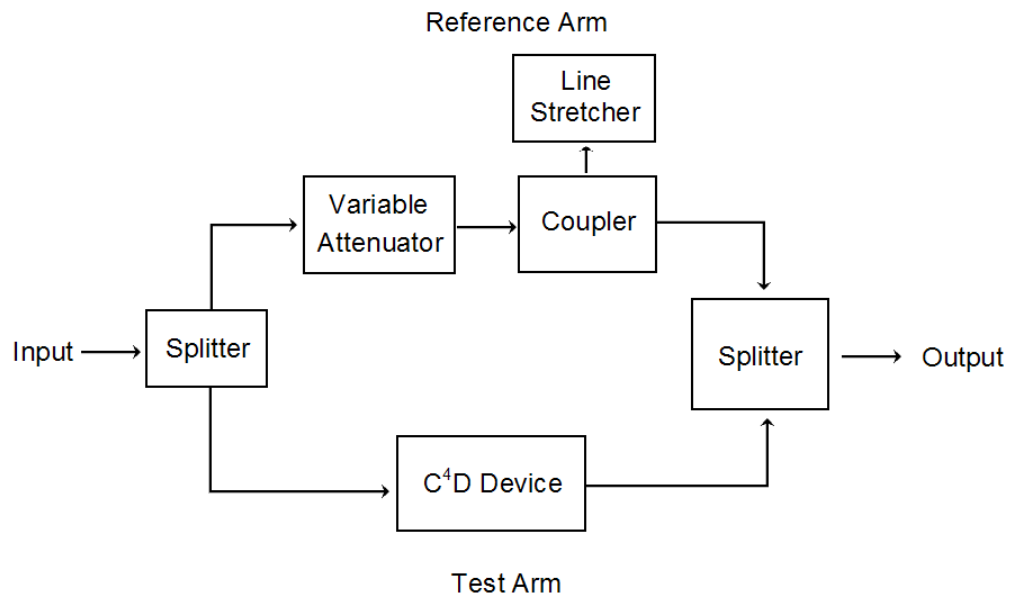 Reference Arm
Line
Stretcher
Variable
Attenuator
Coupler
Input
Splitter
Splitter
Output
C⁴D Device
Test Arm